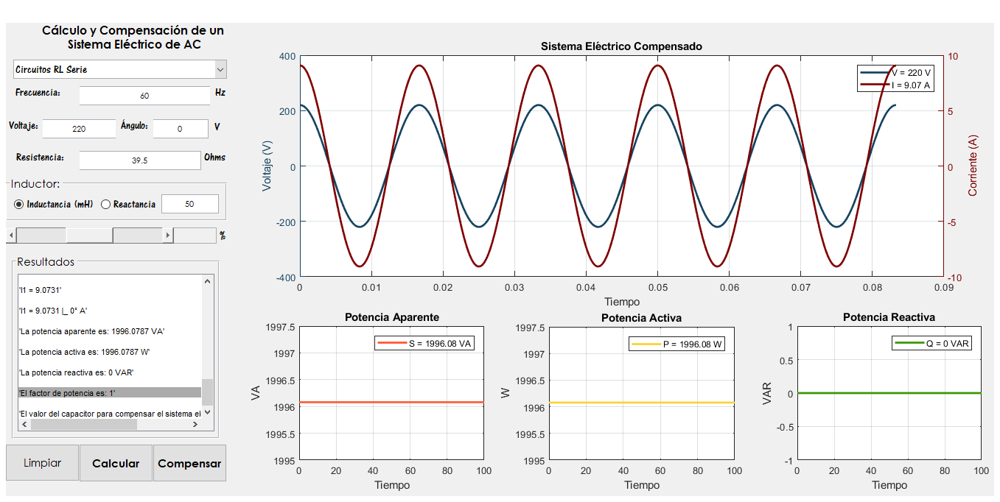 Cálculo y Compensación de un
Sistema Eléctrico de AC
Circuitos RL Serie
Frecuencia: 60 Hz
Voltaje: 220 Ángulo: 0 V
Resistencia: 39.5 Ohms
Inductor:
Inductancia (mH) Reactancia 50
%
Resultados
'I1 = 9.0731'
'I1 = 9.0731 |_ 0° A'
'La potencia aparente es: 1996.0787 VA'
'La potencia activa es: 1996.0787 W'
'La potencia reactiva es: 0 VAR'
'El factor de potencia es: 1'
'El valor del capacitor para compensar el sistema el
Limpiar Calcular Compensar
Sistema Eléctrico Compensado
400
200
0
-200
-400
Voltaje (V)
10
5
0
-5
-10
Corriente (A)
V = 220 V
I = 9.07 A
0 0.01 0.02 0.03 0.04 0.05 0.06 0.07 0.08 0.09
Tiempo
Potencia Aparente
S = 1996.08 VA
1997.5
1997
1996.5
1996
1995.5
1995
VA
0 20 40 60 80 100
Tiempo
Potencia Activa
P = 1996.08 W
1997.5
1997
1996.5
1996
1995.5
1995
W
0 20 40 60 80 100
Tiempo
Potencia Reactiva
Q = 0 VAR
1
0.5
0
-0.5
-1
VAR
0 20 40 60 80 100
Tiempo